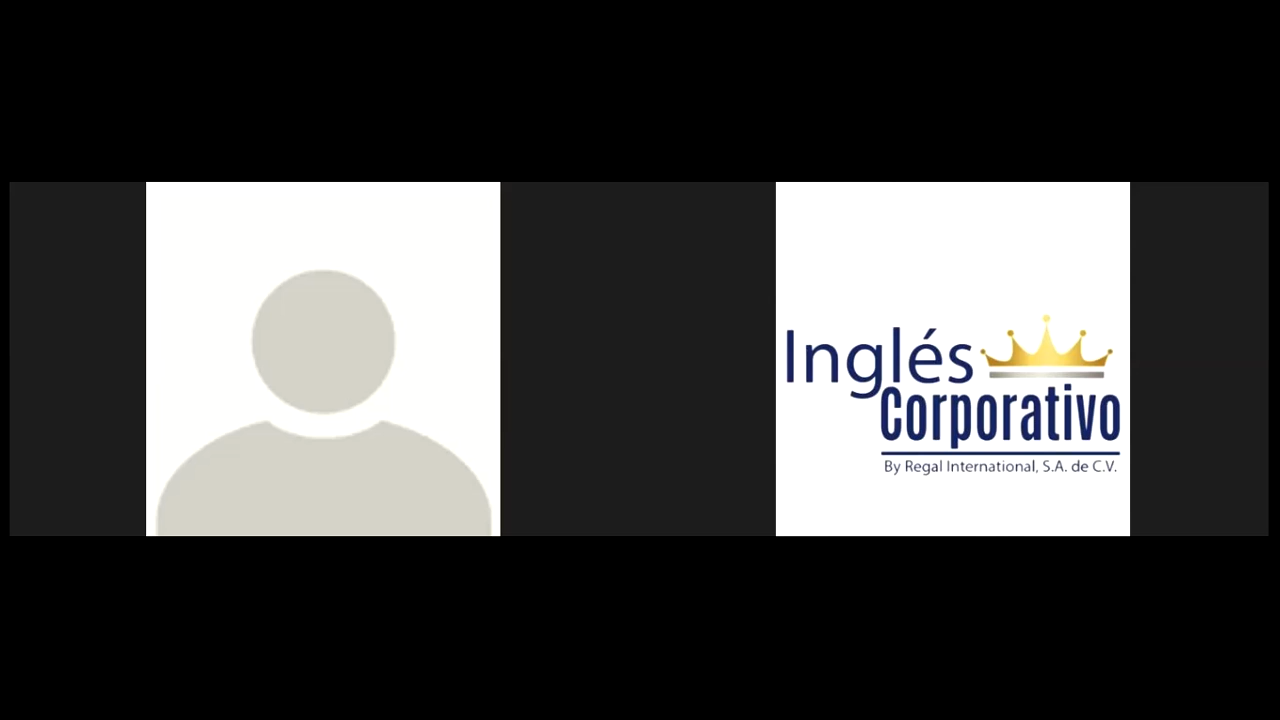 Inglés
Corporativo
By Regal International, S.A. de C.V.